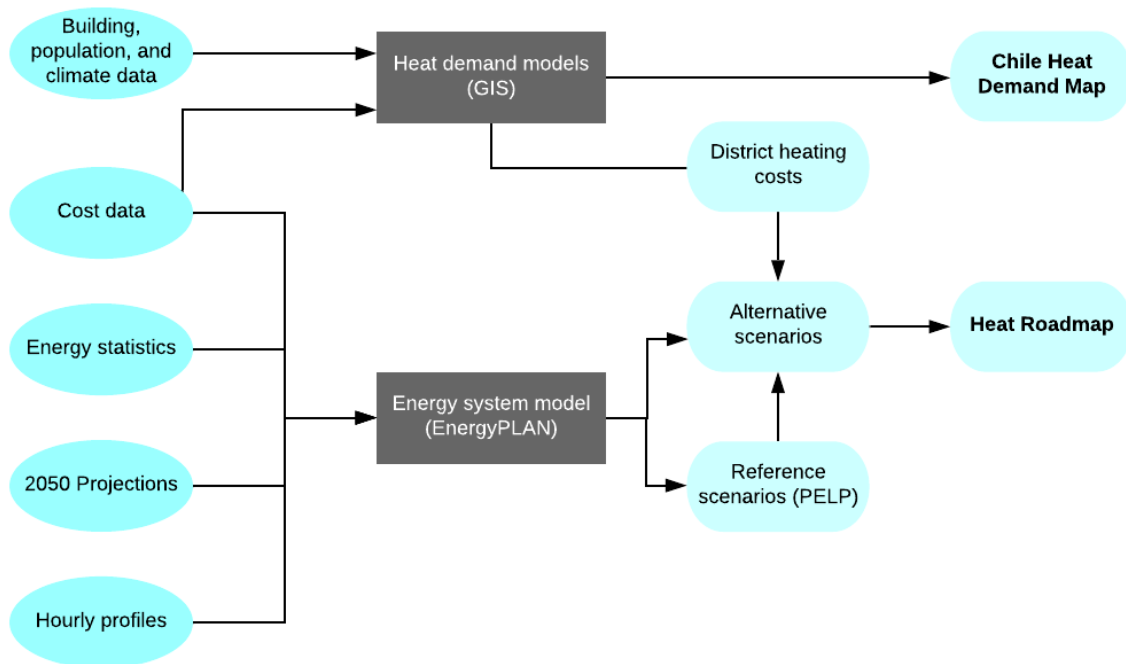 Building,
population, and
climate data
Heat demand models
(GIS)
Chile Heat
Demand Map
District heating
costs
Cost data
Alternative
scenarios
Heat Roadmap
Energy statistics
Energy system model
(EnergyPLAN)
Reference
scenarios (PELP)
2050 Projections
Hourly profiles